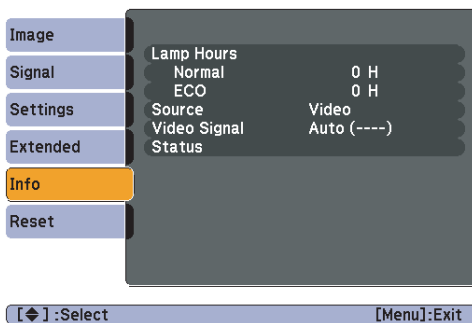 Image
Signal
Settings
Extended
Info
Reset
Lamp Hours
Normal 0 H
ECO 0 H
Source Video
Video Signal Auto (----)
Status
[◆] :Select [Menu]:Exit